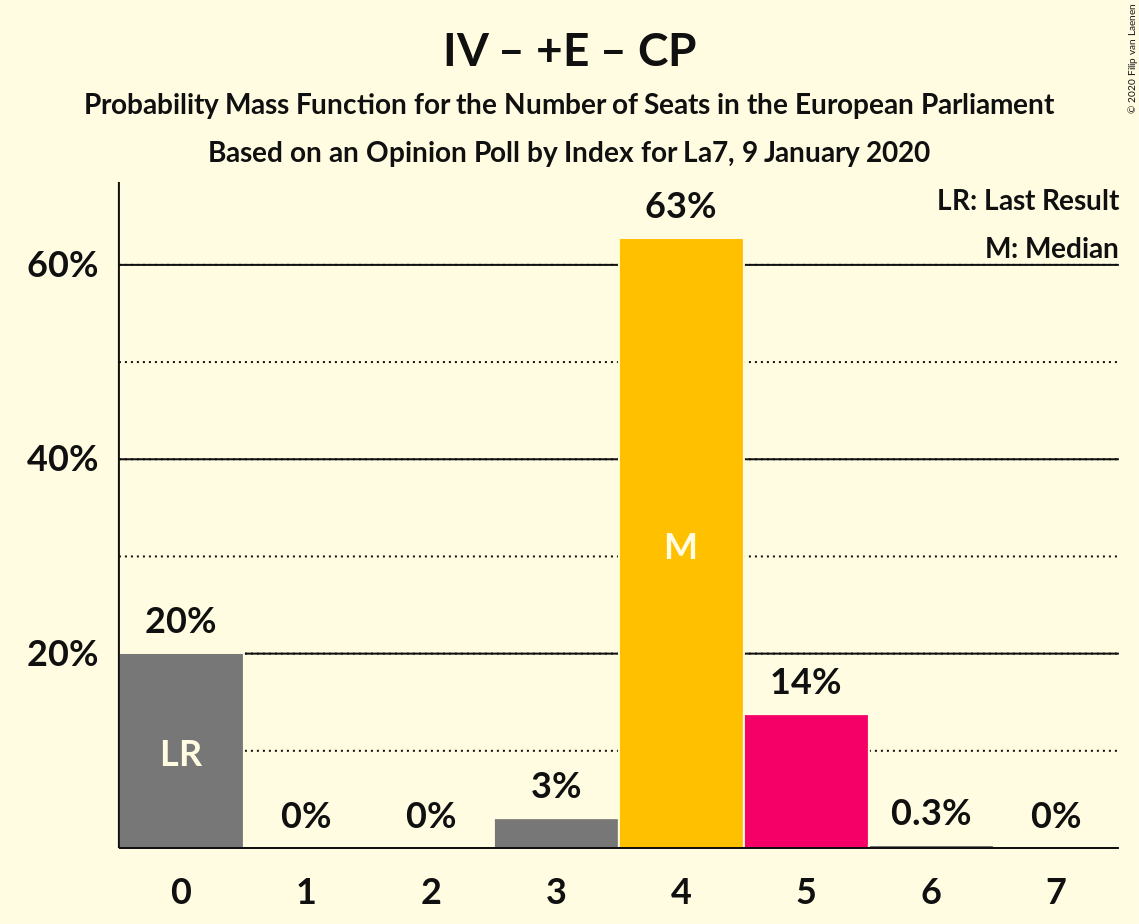 IV – +E – CP
Probability Mass Function for the Number of Seats in the European Parliament
Based on an Opinion Poll by Index for La7, 9 January 2020
© 2020 Filip van Laenen
LR: Last Result
M: Median
60%
40%
20%
20%
0%
0%
3%
63%
14%
0.3%
0%
LR
M
0 1 2 3 4 5 6 7